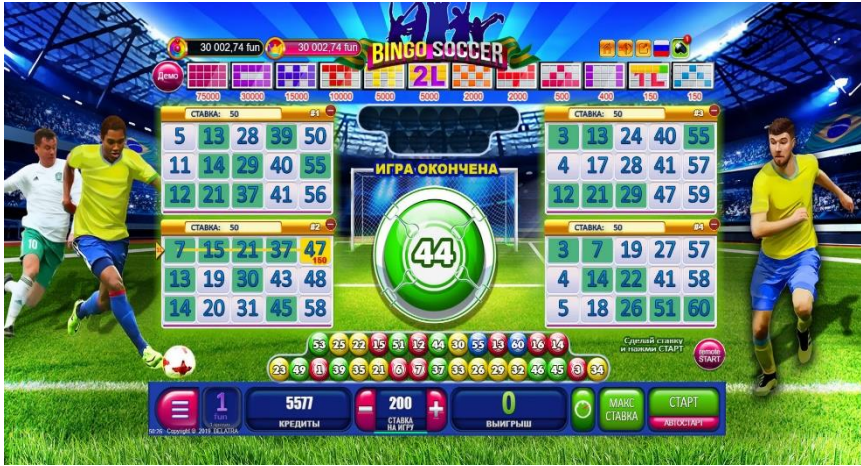 30 002,74 fun 30 002,74 fun
BINGO SOCCER
Демо 2L TL
75000 30000 15000 10000 5000 5000 2000 2000 500 400 150 150
СТАВКА: 50 #1
5 13 28 39 50
11 14 29 40 55
12 21 37 41 56
СТАВКА: 50 #2
7 15 21 37 47
150
13 19 30 43 48
14 20 31 45 58
ИГРА ОКОНЧЕНА
44
СТАВКА: 50 #3
3 13 24 40 55
4 17 28 41 57
12 21 29 47 59
СТАВКА: 50 #4
3 7 19 27 57
4 14 22 41 58
5 18 26 51 60
10
53 25 22 15 51 12 44 30 55 13 60 16 14
23 49 1 39 35 21 6 7 37 33 26 29 32 46 45 3 34
Сделай ставку
и нажми СТАРТ
remote
START
1
fun
5577
КРЕДИТЫ
200
СТАВКА
НА ИГРУ
0
ВЫИГРЫШ
МАКС
СТАВКА
СТАРТ
АВТОСТАРТ
Copyright © 2019 BELATRA